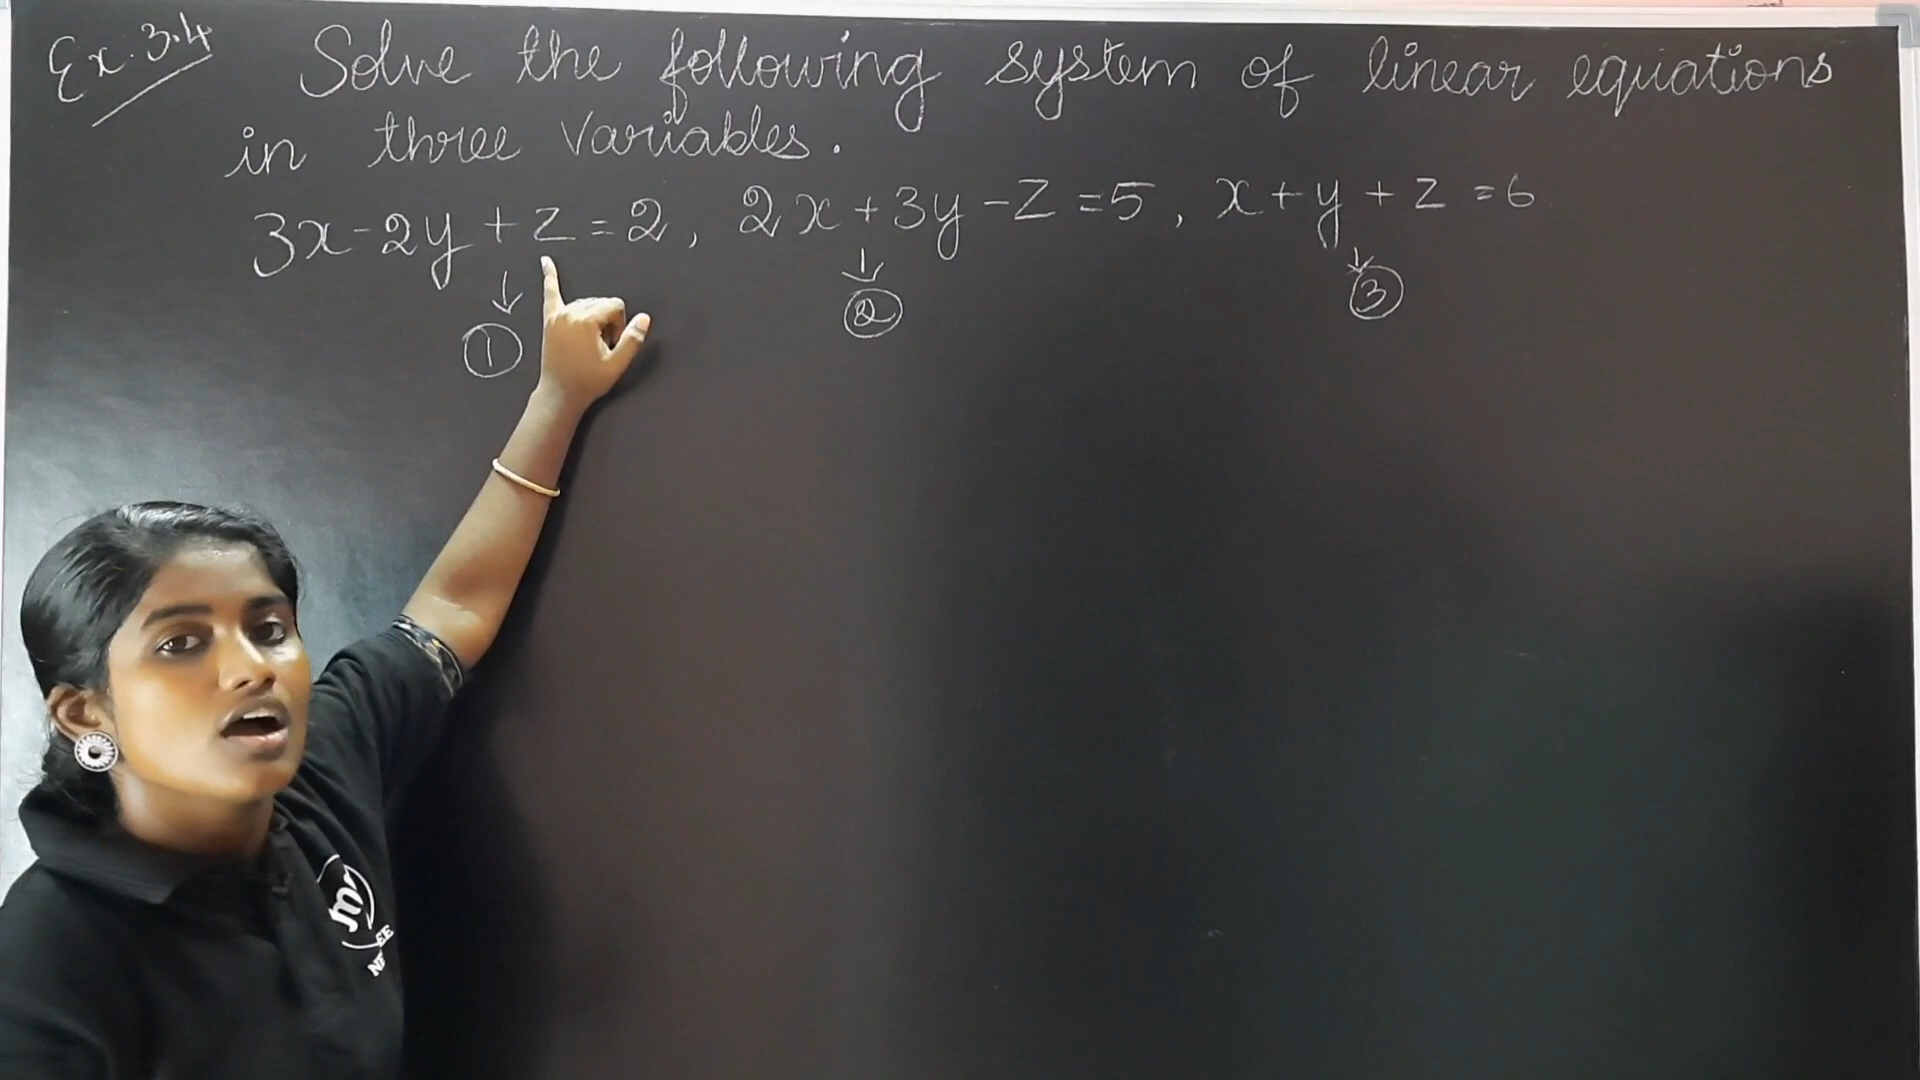 Ex. 3.4 Solve the following system of linear equations
in three variables.
3x-2y+z=2, 2x+3y-z=5, x+y+z=6
↓ ↓ ↓
① ② ③